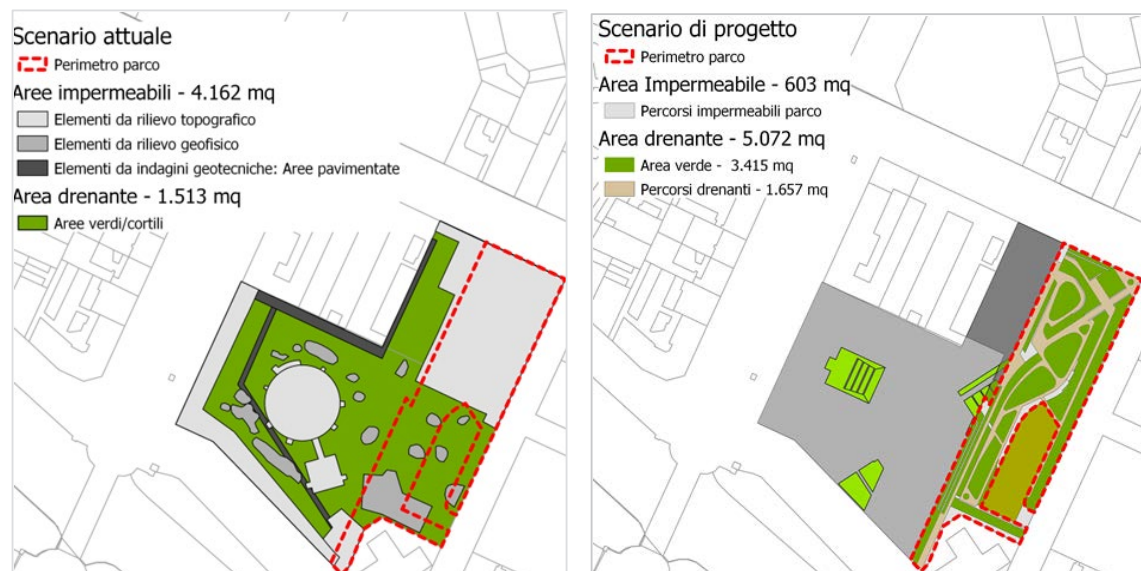 Scenario attuale
Perimetro parco
Aree impermeabili - 4.162 mq
Elementi da rilievo topografico
Elementi da rilievo geofisico
Elementi da indagini geotecniche: Aree pavimentate
Area drenante - 1.513 mq
Aree verdi/cortili
Scenario di progetto
Perimetro parco
Area Impermeabile - 603 mq
Percorsi impermeabili parco
Area drenante - 5.072 mq
Area verde - 3.415 mq
Percorsi drenanti - 1.657 mq